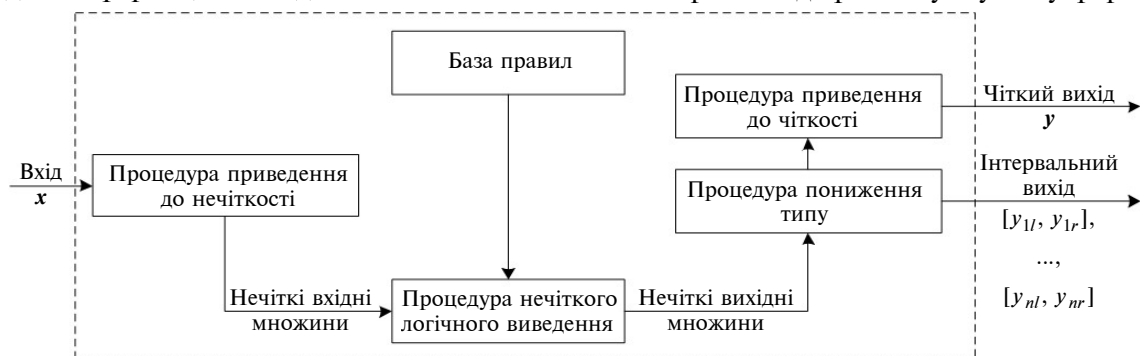 База правил
Процедура приведення
до чіткості
Чіткий вихід
y
Вхід
x
Процедура приведення
до нечіткості
Процедура пониження
типу
Інтервальний
вихід
[y1l, y1r],
...,
[ynl, ynr]
Нечіткі вхідні
множини
Процедура нечіткого
логічного виведення
Нечіткі вихідні
множини